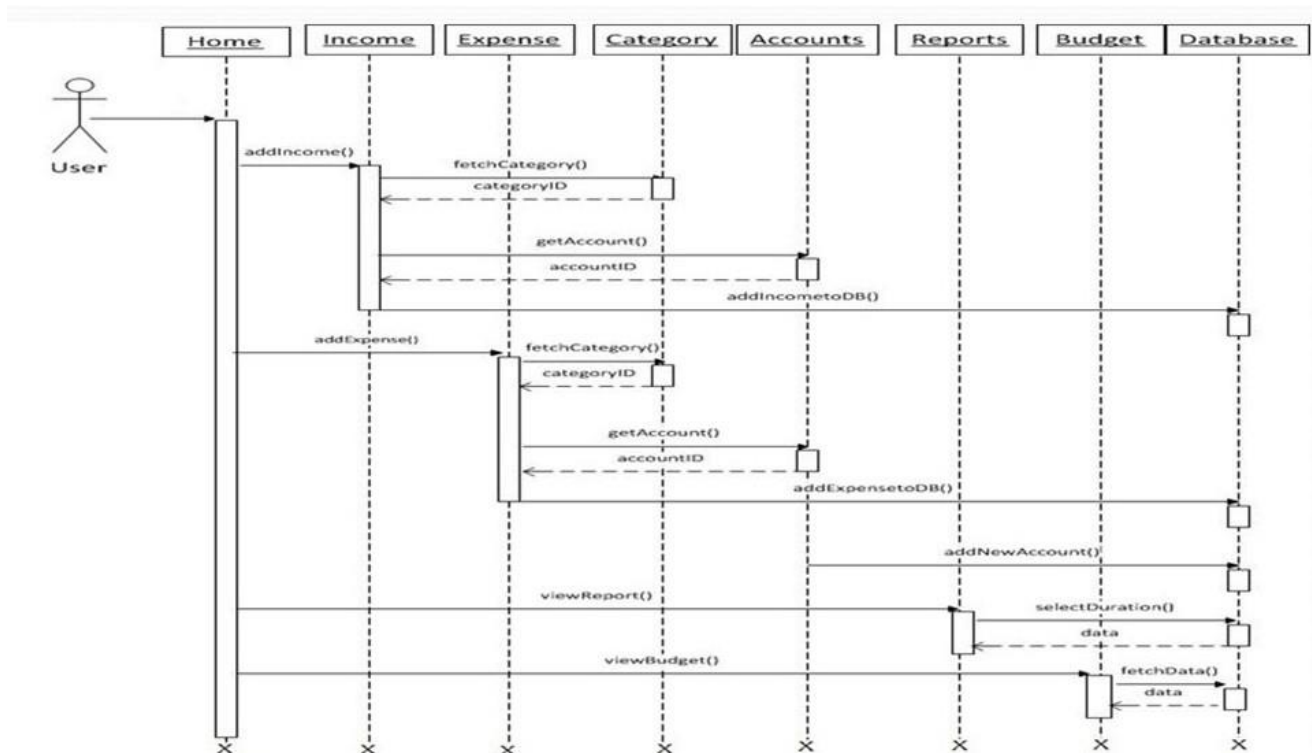 Home
Income
Expense
Category
Accounts
Reports
Budget
Database
User
addIncome()
fetchCategory()
categoryID
getAccount()
accountID
addIncometoDB()
addExpense()
fetchCategory()
categoryID
getAccount()
accountID
addExpensetoDB()
addNewAccount()
viewReport()
selectDuration()
data
viewBudget()
fetchData()
data
X X X X X X X X